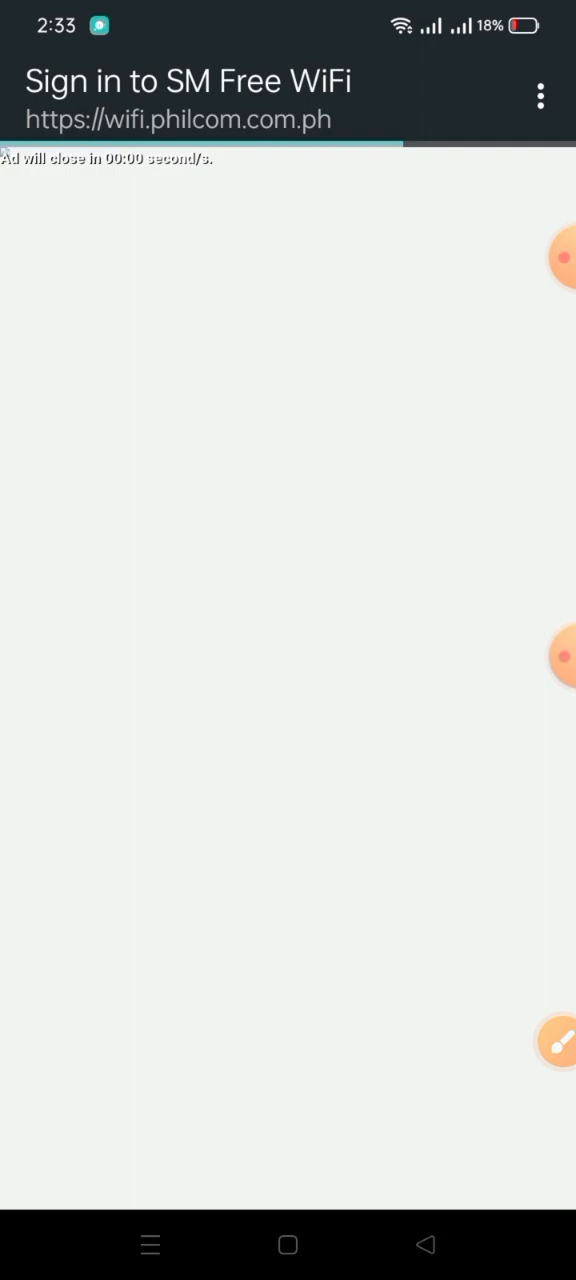 2:33
18%
Sign in to SM Free WiFi
https://wifi.philcom.com.ph
Ad will close in 00:00 second/s.